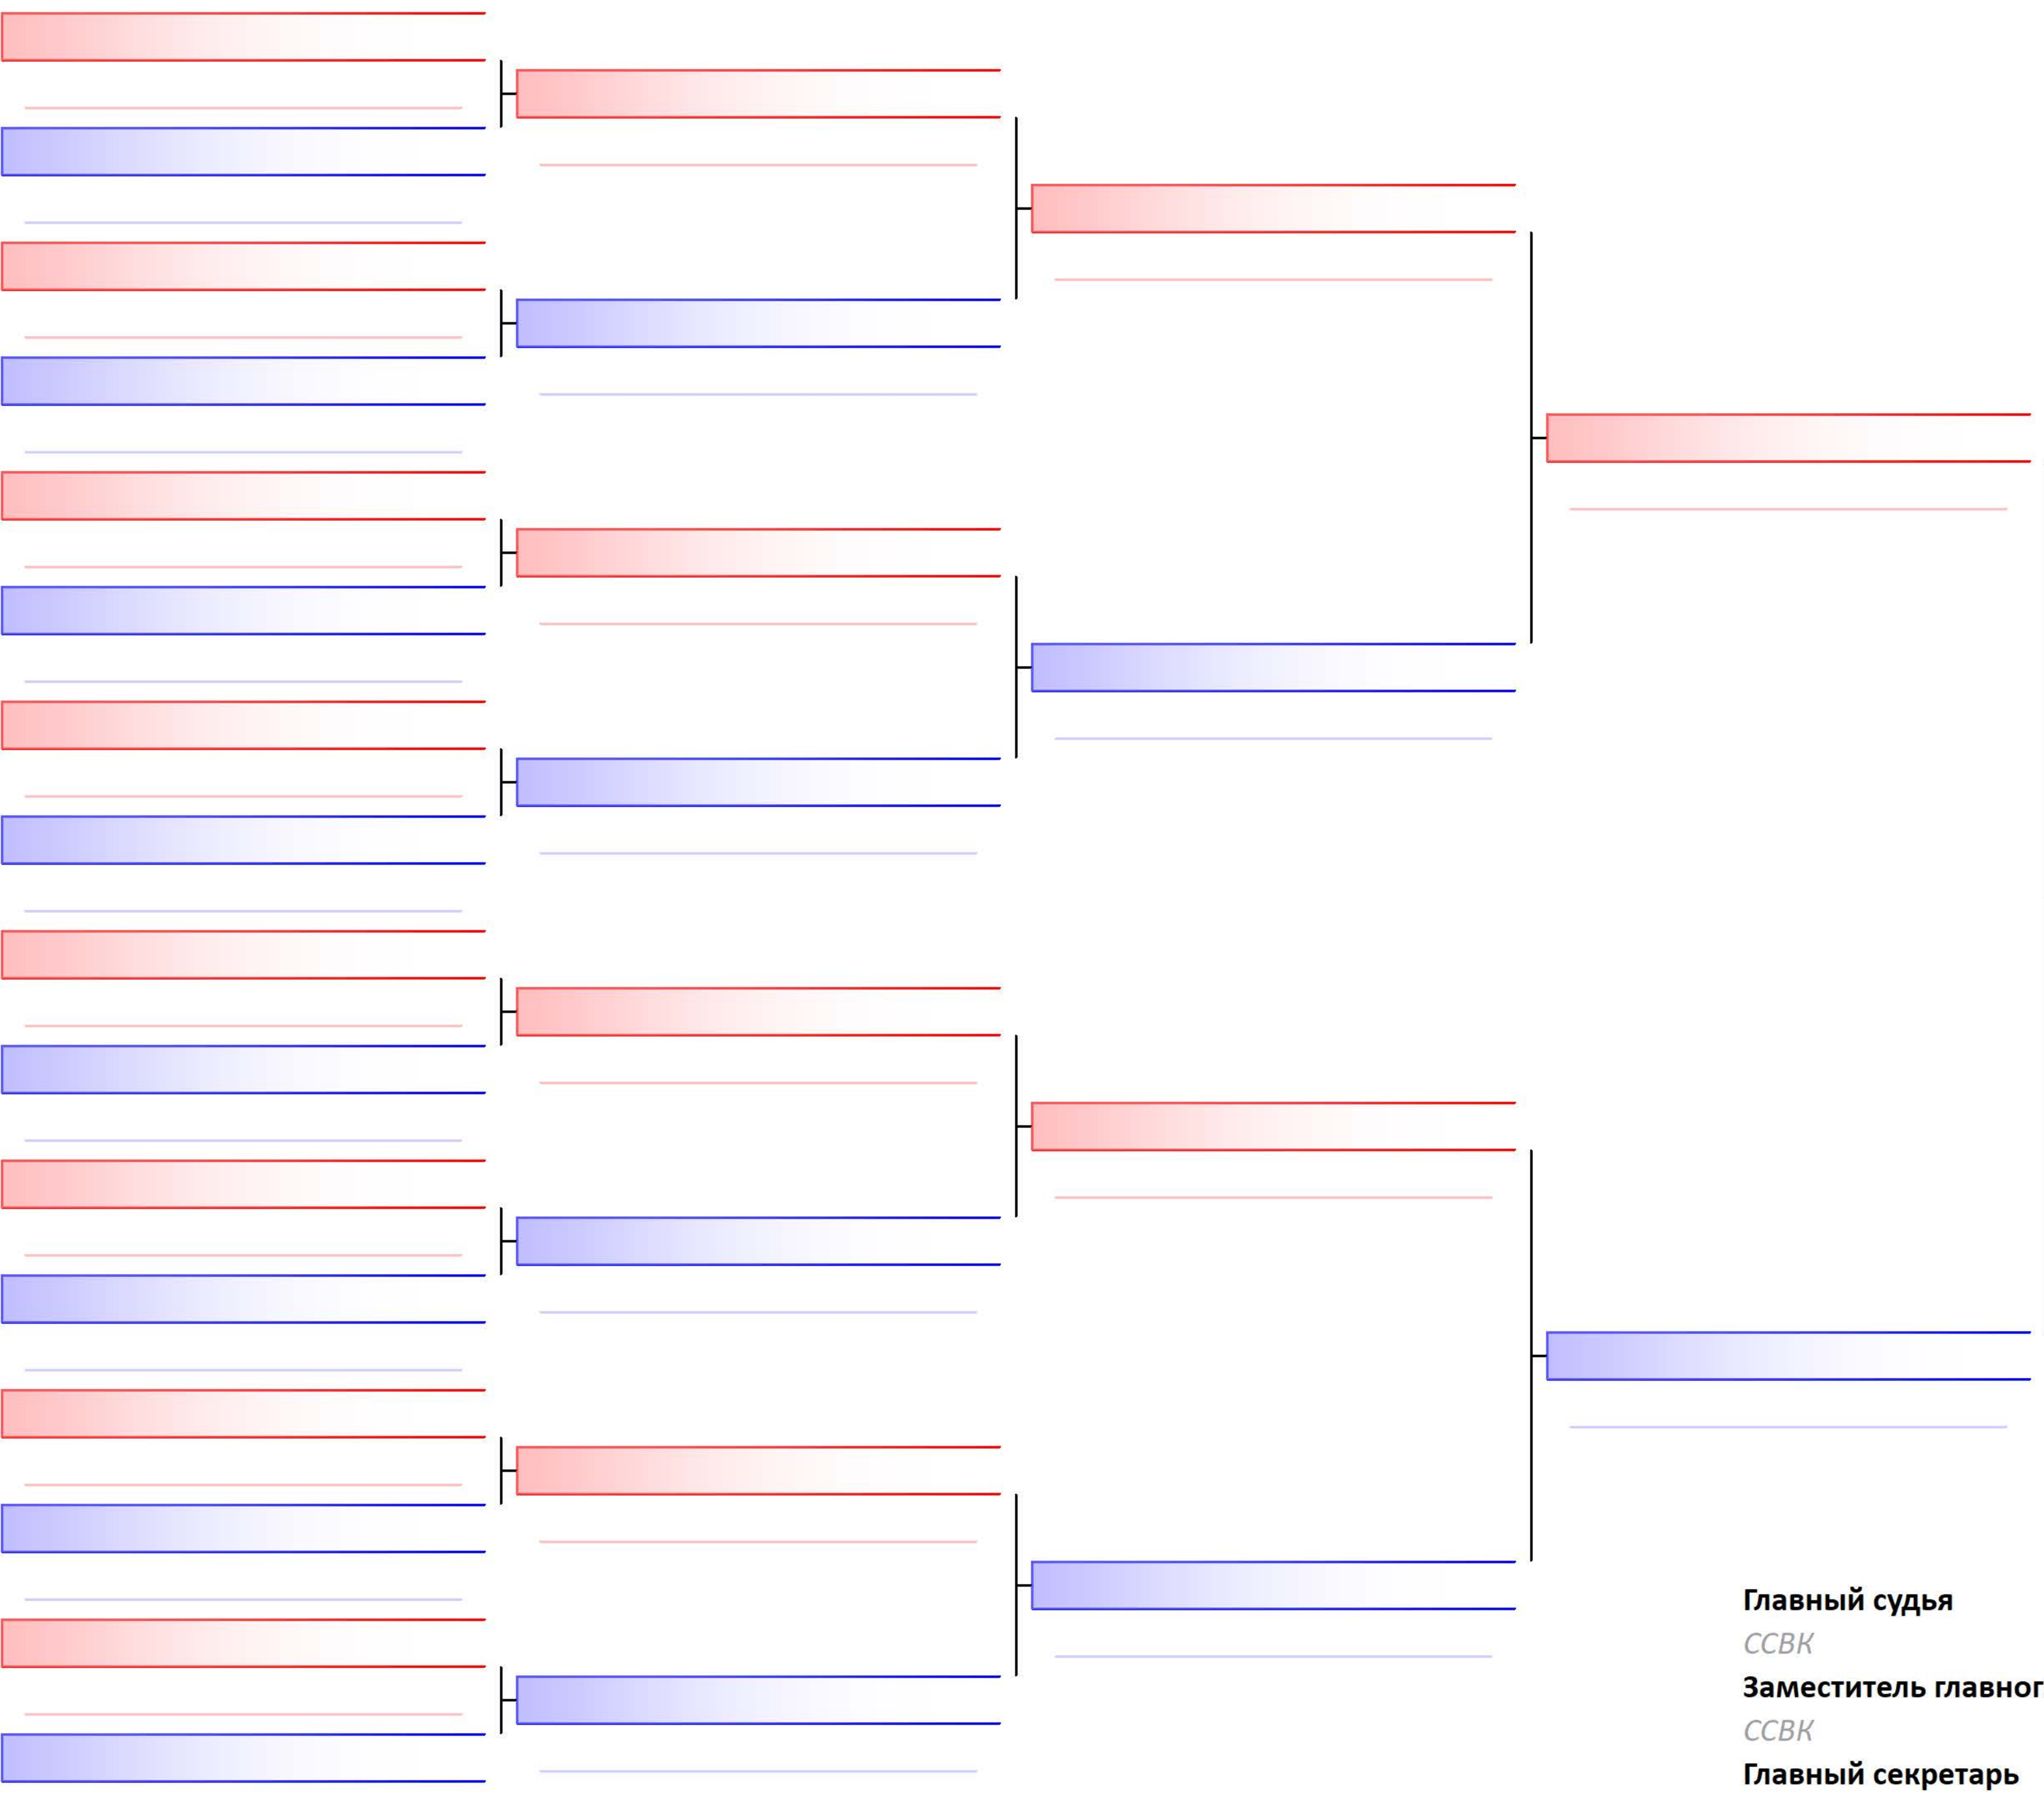 Главный судья
ССВК
Заместитель главног
ССВК
Главный секретарь